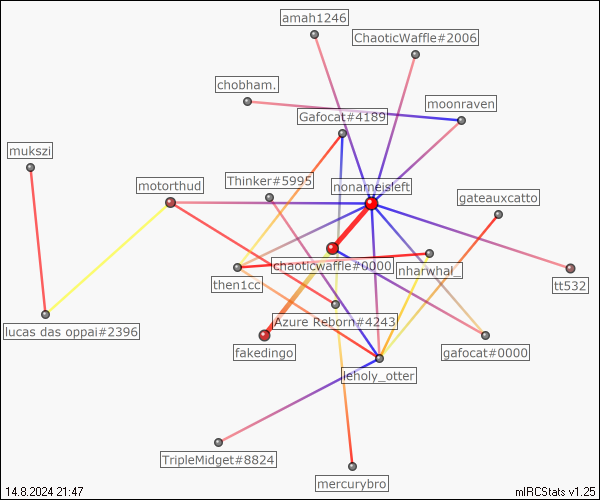 amah1246
ChaoticWaffle#2006
chobham.
moonraven
Gafocat#4189
mukszi
motorthud
Thinker#5995
nonameisleft
gateauxcatto
chaoticwaffle#0000
nharwhal_
then1cc
tt532
Azure Reborn#4243
lucas das oppai#2396
fakedingo
gafocat#0000
leholy_otter
TripleMidget#8824
mercurybro
14.8.2024 21:47
mIRCStats v1.25